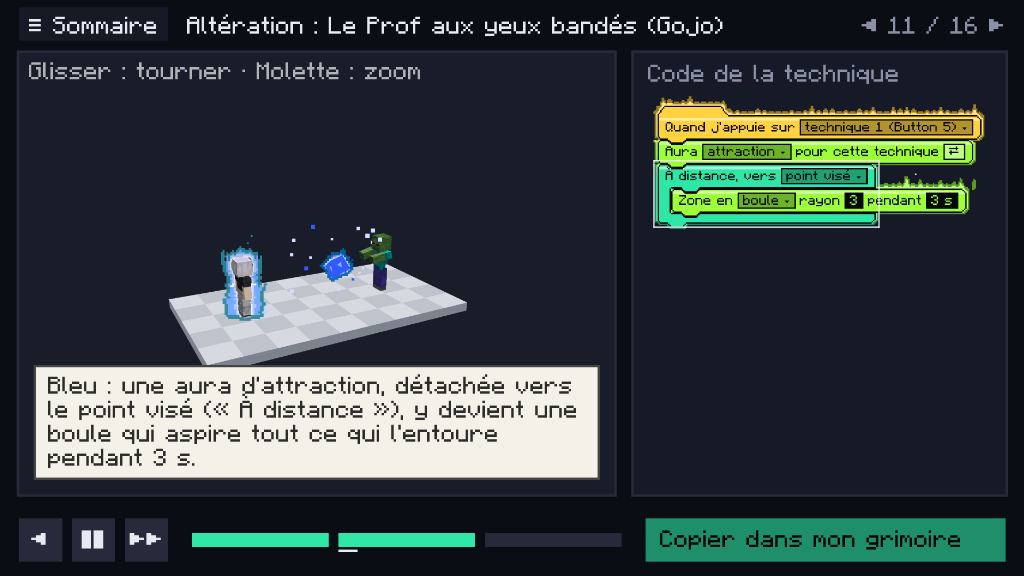 ≡ Sommaire
Altération : Le Prof aux yeux bandés (Gojo)
11 / 16
Glisser : tourner · Molette : zoom
Code de la technique
Quand j'appuie sur technique 1 (Button 5)
Aura attraction pour cette technique
À distance, vers point visé
Zone en boule rayon 3 pendant 3 s
Bleu : une aura d'attraction, détachée vers
le point visé (« À distance »), y devient une
boule qui aspire tout ce qui l'entoure
pendant 3 s.
Copier dans mon grimoire